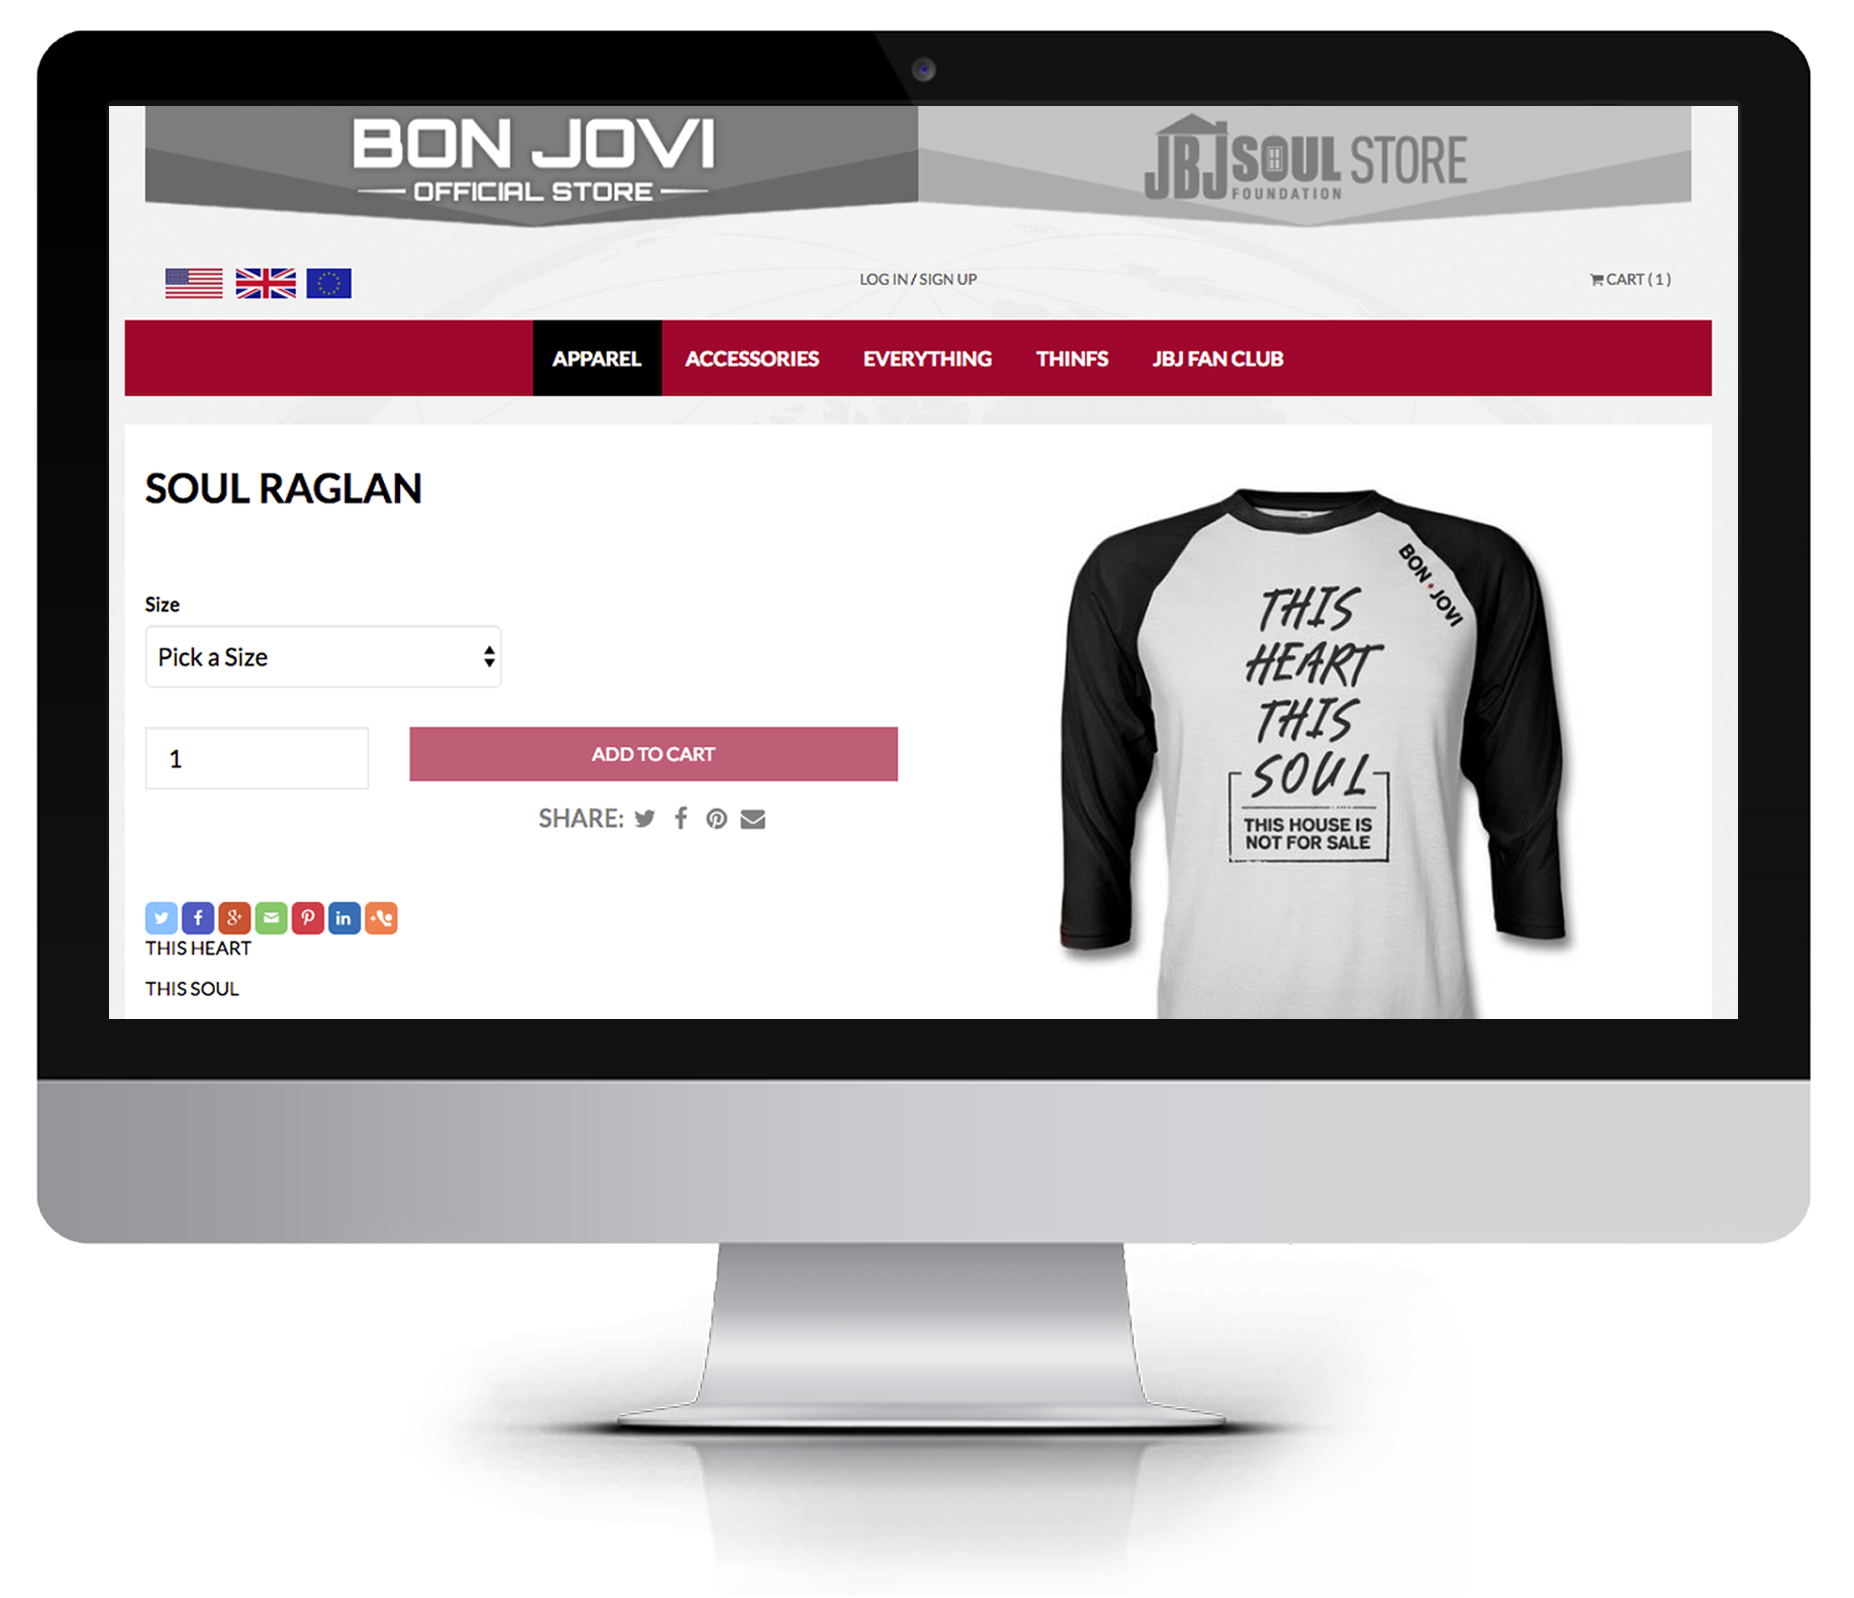 BON JOVI
OFFICIAL STORE
JBJ SOUL STORE
FOUNDATION
LOG IN / SIGN UP
CART ( 1 )
APPAREL
ACCESSORIES
EVERYTHING
THINFS
JBJ FAN CLUB
SOUL RAGLAN
Size
Pick a Size
1
ADD TO CART
SHARE:
THIS HEART
THIS SOUL
BON JOVI
THIS
HEART
THIS
SOUL
THIS HOUSE IS
NOT FOR SALE